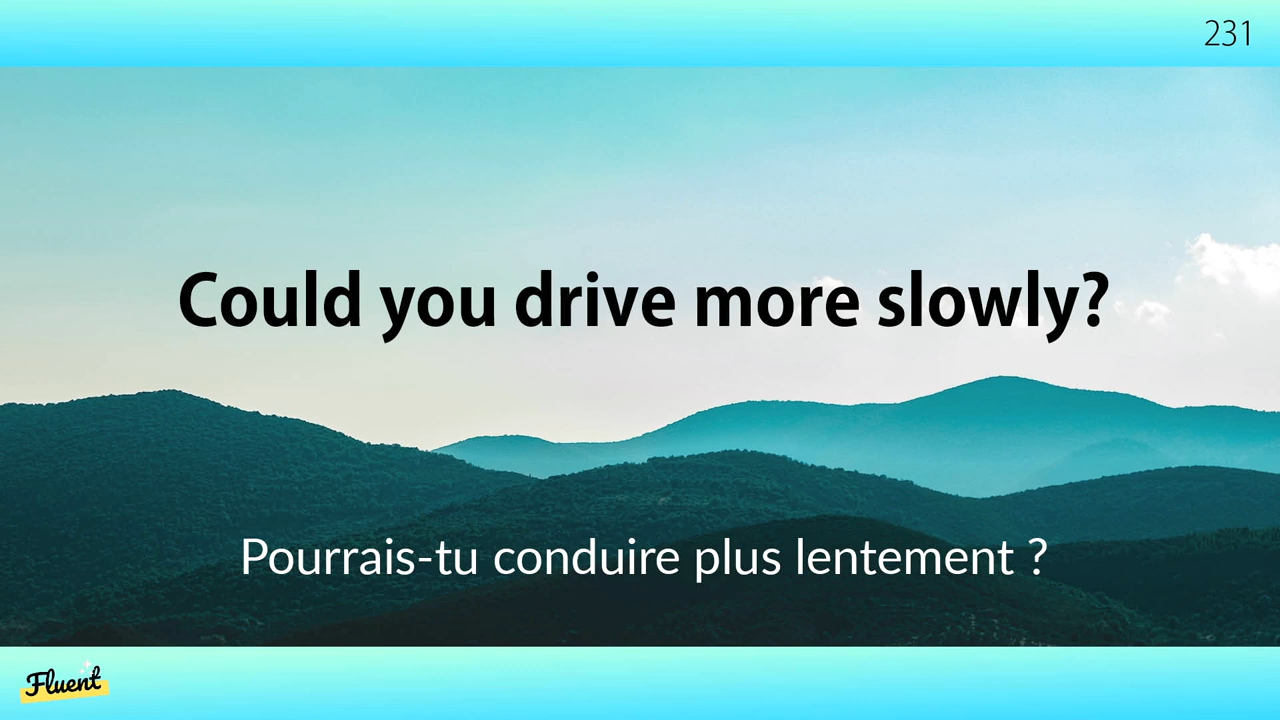 231
Could you drive more slowly?
Pourrais-tu conduire plus lentement ?
Fluent